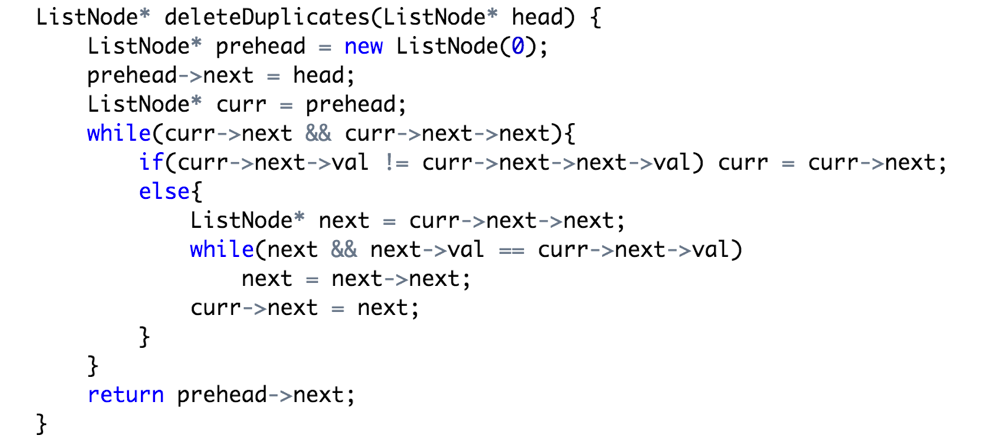 ListNode* deleteDuplicates(ListNode* head) {
    ListNode* prehead = new ListNode(0);
    prehead->next = head;
    ListNode* curr = prehead;
    while(curr->next && curr->next->next){
        if(curr->next->val != curr->next->next->val) curr = curr->next;
        else{
            ListNode* next = curr->next->next;
            while(next && next->val == curr->next->val)
                next = next->next;
            curr->next = next;
        }
    }
    return prehead->next;
}